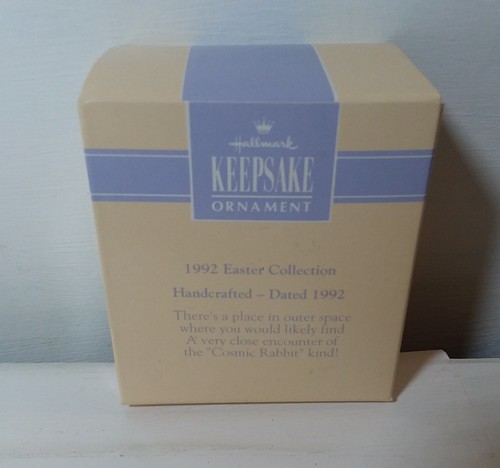 Hallmark
KEEPSAKE
ORNAMENT
1992 Easter Collection
Handcrafted – Dated 1992
There's a place in outer space
where you would likely find
A very close encounter of
the "Cosmic Rabbit" kind!